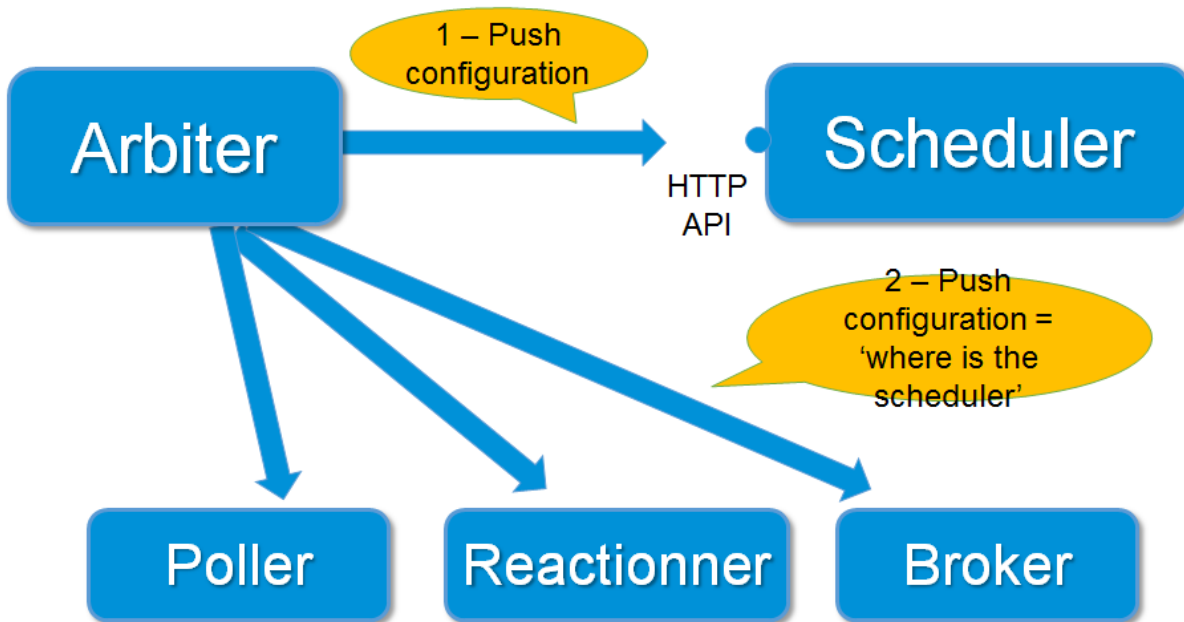 1 – Push
configuration
Arbiter
Scheduler
HTTP
API
2 – Push
configuration =
‘where is the
scheduler’
Poller
Reactionner
Broker